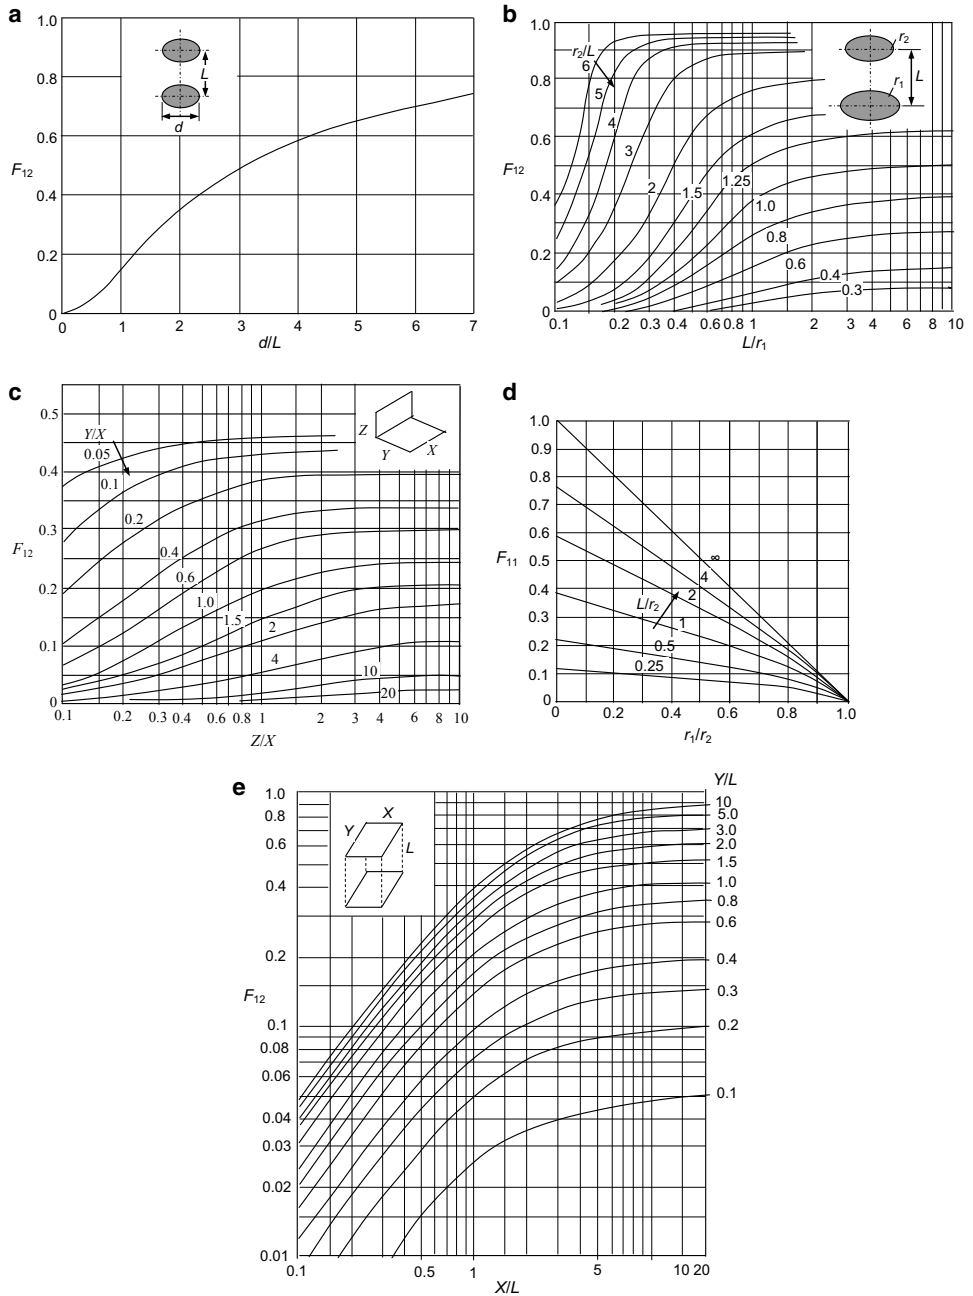 a
1.0
0.8
0.6
F12
0.4
0.2
0
L
d
0 1 2 3 4 5 6 7
d/L
b
1.0
0.8
0.6
F12
0.4
0.2
0
r2/L
6
5
4
3
2
1.5
1.25
1.0
0.8
0.6
0.4
0.3
r2
r1
L
0.1 0.2 0.3 0.4 0.6 0.8 1 2 3 4 6 8 10
L/r1
c
0.5
0.4
0.3
F12
0.2
0.1
0
Y/X
0.05
0.1
0.2
0.4
0.6
1.0
1.5
2
4
10
20
Z
Y
X
0.1 0.2 0.3 0.4 0.6 0.8 1 2 3 4 6 8 10
Z/X
d
1.0
0.9
0.8
0.7
0.6
F11
0.5
0.4
0.3
0.2
0.1
0
∞
4
2
L/r2
1
0.5
0.25
0 0.2 0.4 0.6 0.8 1.0
r1/r2
e
1.0
0.8
0.6
0.4
0.2
F12
0.1
0.08
0.06
0.04
0.03
0.02
0.01
X
Y
L
Y/L
10
5.0
3.0
2.0
1.5
1.0
0.8
0.6
0.4
0.3
0.2
0.1
0.1 0.5 1 5 10 20
X/L